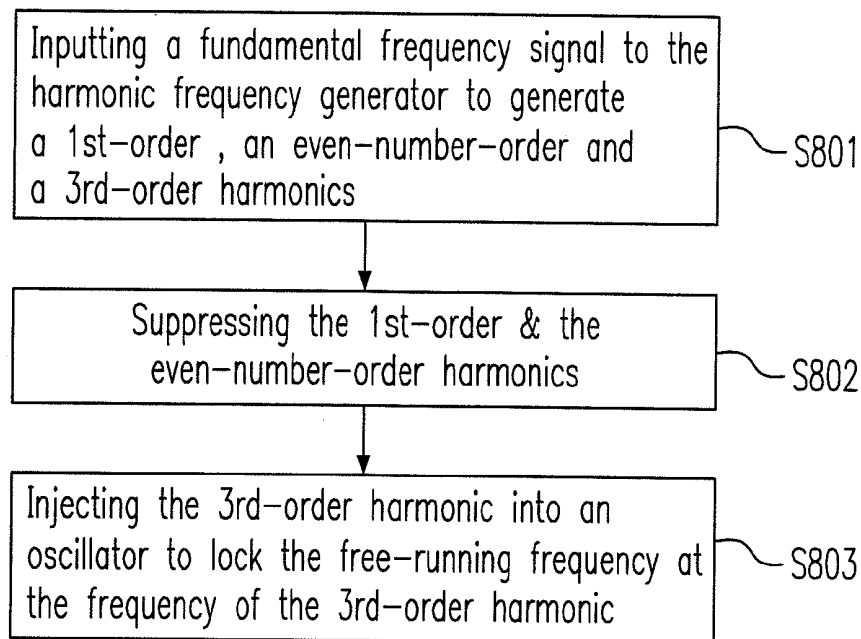 Inputting a fundamental frequency signal to the
harmonic frequency generator to generate
a 1st-order , an even-number-order and
a 3rd-order harmonics
S801
Suppressing the 1st-order & the
even-number-order harmonics
S802
Injecting the 3rd-order harmonic into an
oscillator to lock the free-running frequency at
the frequency of the 3rd-order harmonic
S803